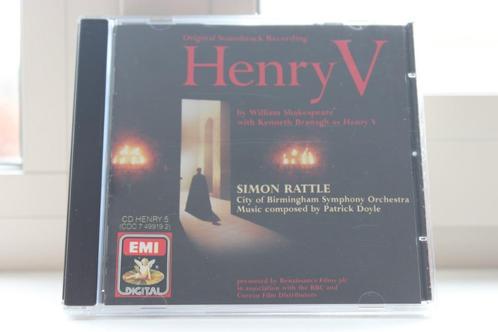 Original Soundtrack Recording
Henry V
by William Shakespeare
with Kenneth Branagh as Henry V
SIMON RATTLE
City of Birmingham Symphony Orchestra
Music composed by Patrick Doyle
CD HENRY 5
(CDC 7 49919 2)
EMI
DIGITAL
presented by Renaissance Films plc
in association with the BBC and
Curzon Film Distributors